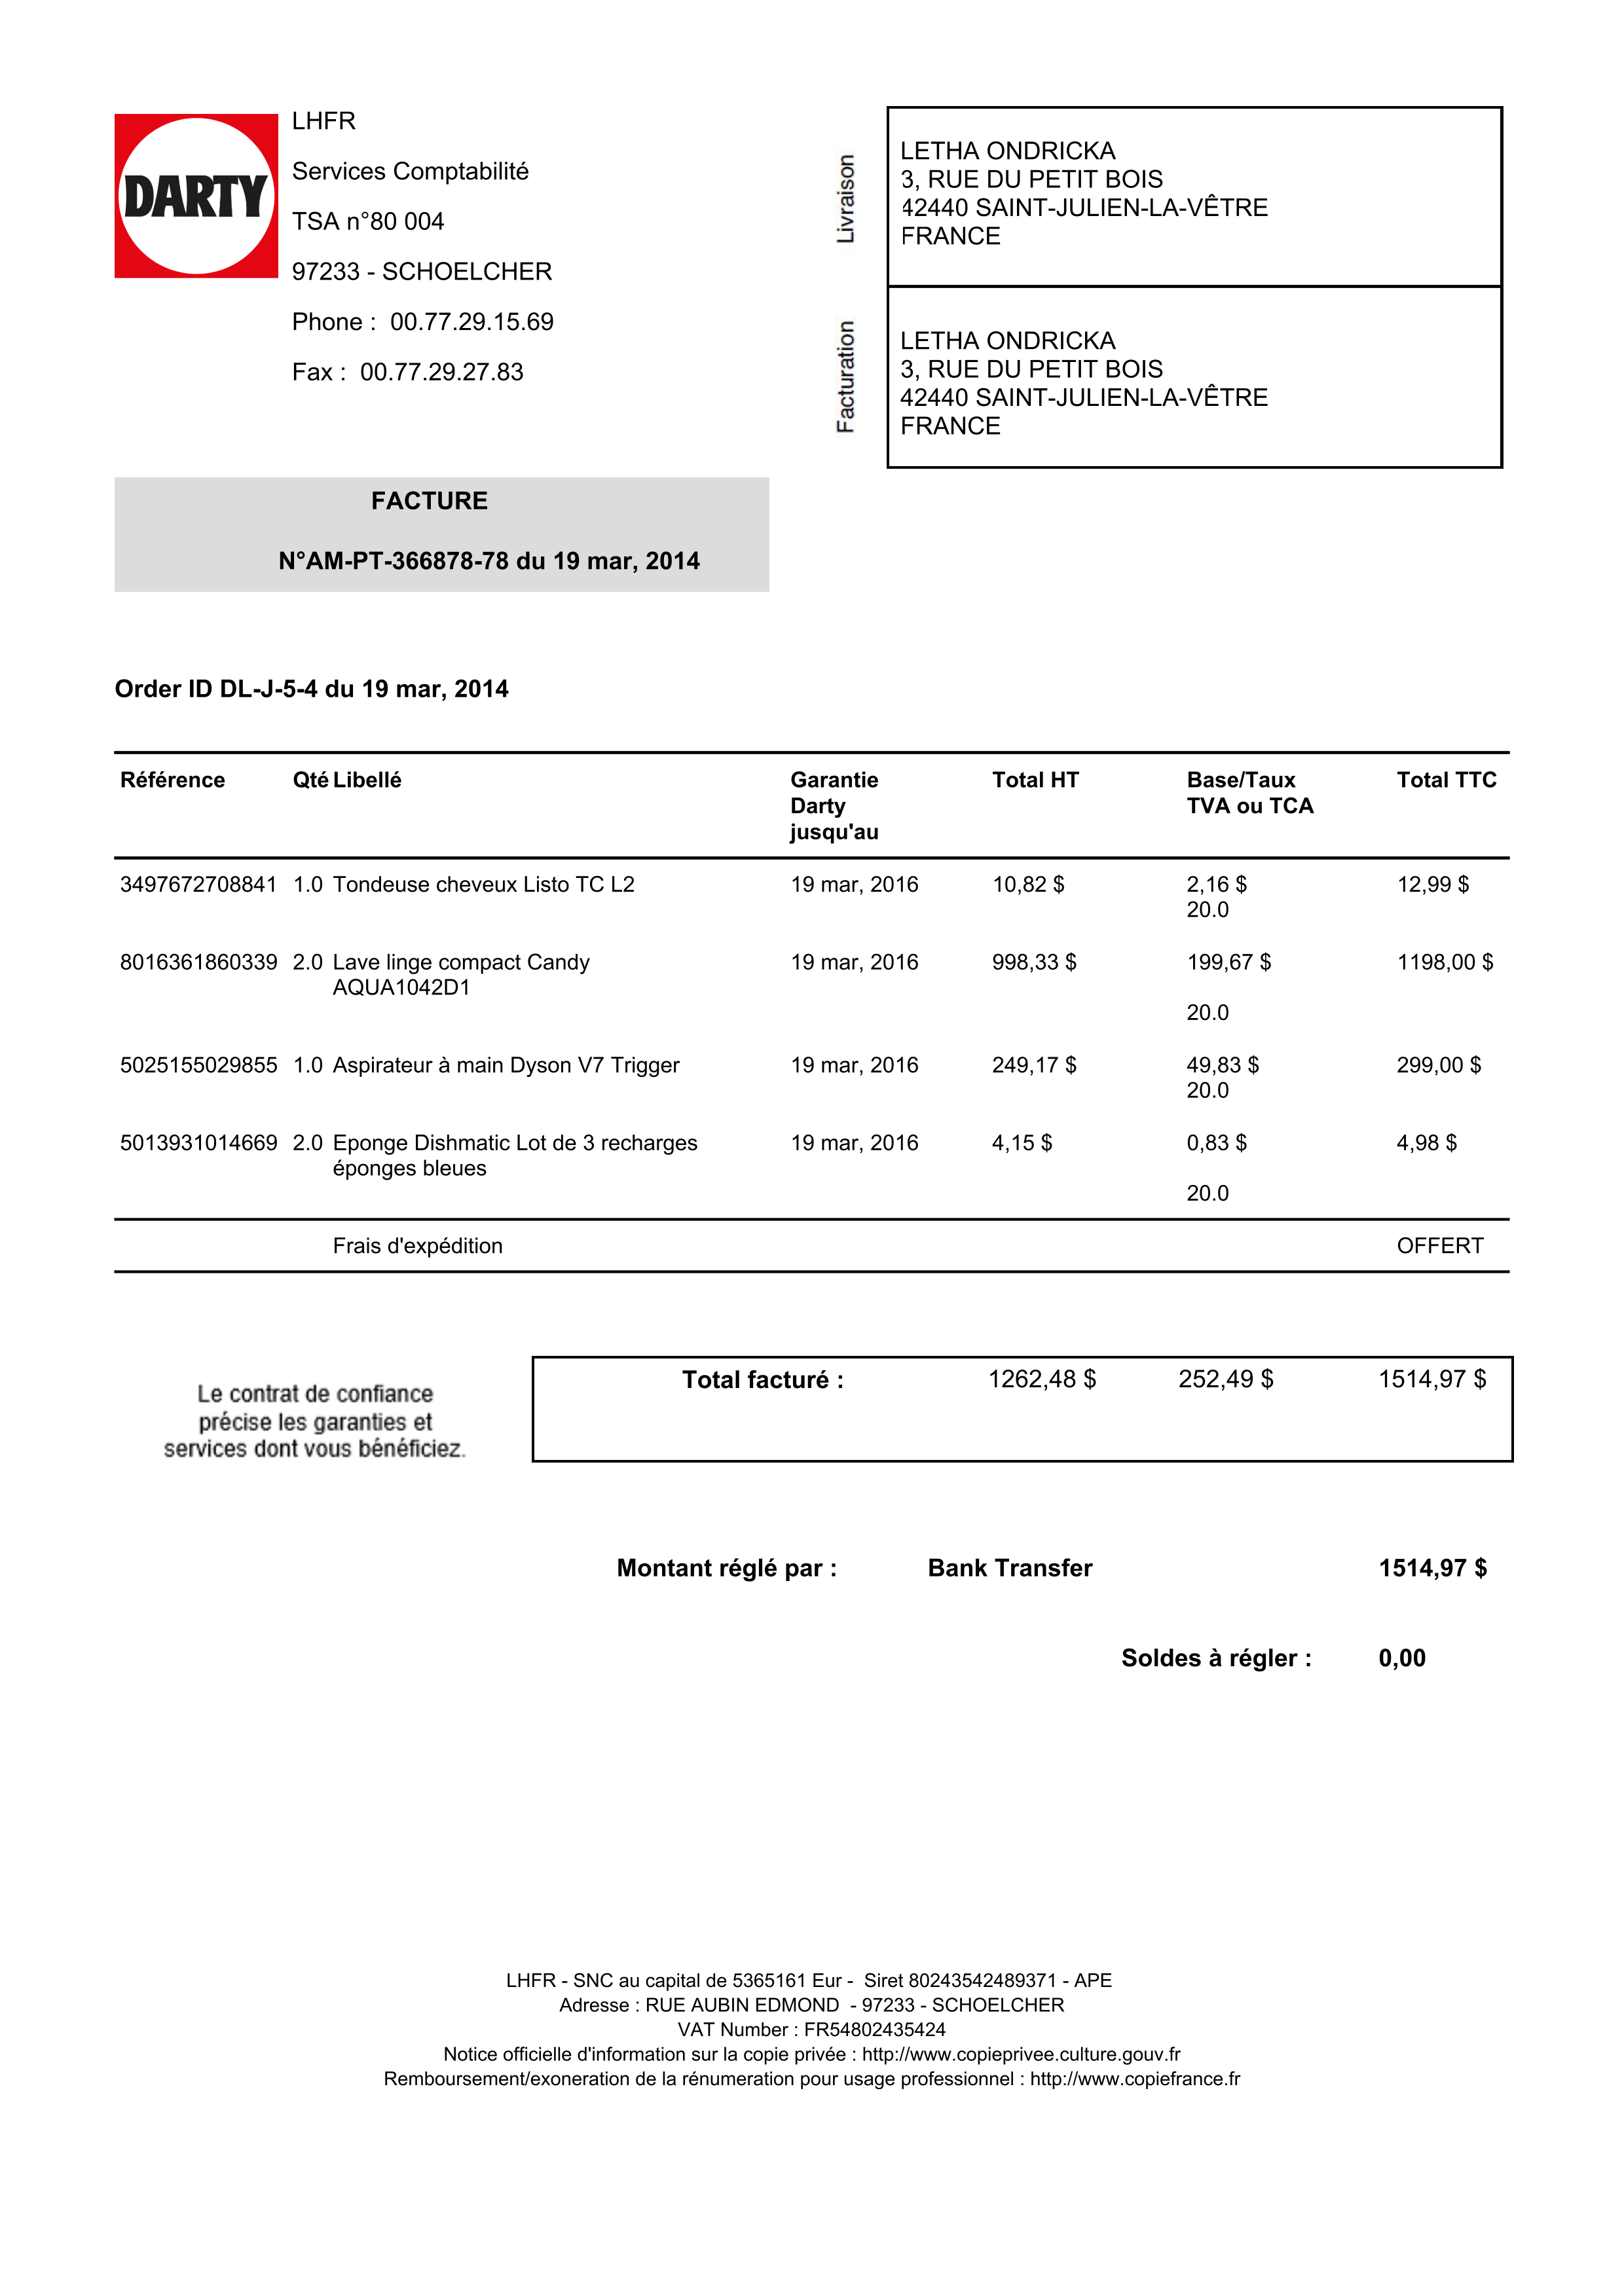 DARTY
LHFR
Services Comptabilité
TSA n°80 004
97233 - SCHOELCHER
Phone : 00.77.29.15.69
Fax : 00.77.29.27.83
Livraison
LETHA ONDRICKA
3, RUE DU PETIT BOIS
42440 SAINT-JULIEN-LA-VÊTRE
FRANCE
Facturation
LETHA ONDRICKA
3, RUE DU PETIT BOIS
42440 SAINT-JULIEN-LA-VÊTRE
FRANCE
FACTURE
N°AM-PT-366878-78 du 19 mar, 2014
Order ID DL-J-5-4 du 19 mar, 2014
Référence Qté Libellé Garantie Total HT Base/Taux Total TTC
Darty TVA ou TCA
jusqu'au
3497672708841 1.0 Tondeuse cheveux Listo TC L2 19 mar, 2016 10,82 $ 2,16 $ 12,99 $
20.0
8016361860339 2.0 Lave linge compact Candy 19 mar, 2016 998,33 $ 199,67 $ 1198,00 $
AQUA1042D1
20.0
5025155029855 1.0 Aspirateur à main Dyson V7 Trigger 19 mar, 2016 249,17 $ 49,83 $ 299,00 $
20.0
5013931014669 2.0 Eponge Dishmatic Lot de 3 recharges 19 mar, 2016 4,15 $ 0,83 $ 4,98 $
éponges bleues
20.0
Frais d'expédition OFFERT
Le contrat de confiance
précise les garanties et
services dont vous bénéficiez.
Total facturé : 1262,48 $ 252,49 $ 1514,97 $
Montant réglé par : Bank Transfer 1514,97 $
Soldes à régler : 0,00
LHFR - SNC au capital de 5365161 Eur - Siret 80243542489371 - APE
Adresse : RUE AUBIN EDMOND - 97233 - SCHOELCHER
VAT Number : FR54802435424
Notice officielle d'information sur la copie privée : http://www.copieprivee.culture.gouv.fr
Remboursement/exoneration de la rénumeration pour usage professionnel : http://www.copiefrance.fr